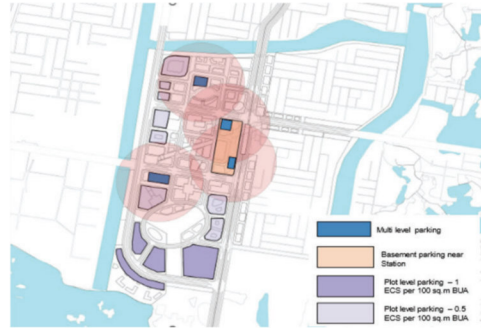 Multi level parking
Basement parking near
Station
Plot level parking – 1
ECS per 100 sq.m BUA
Plot level parking – 0.5
ECS per 100 sq.m BUA